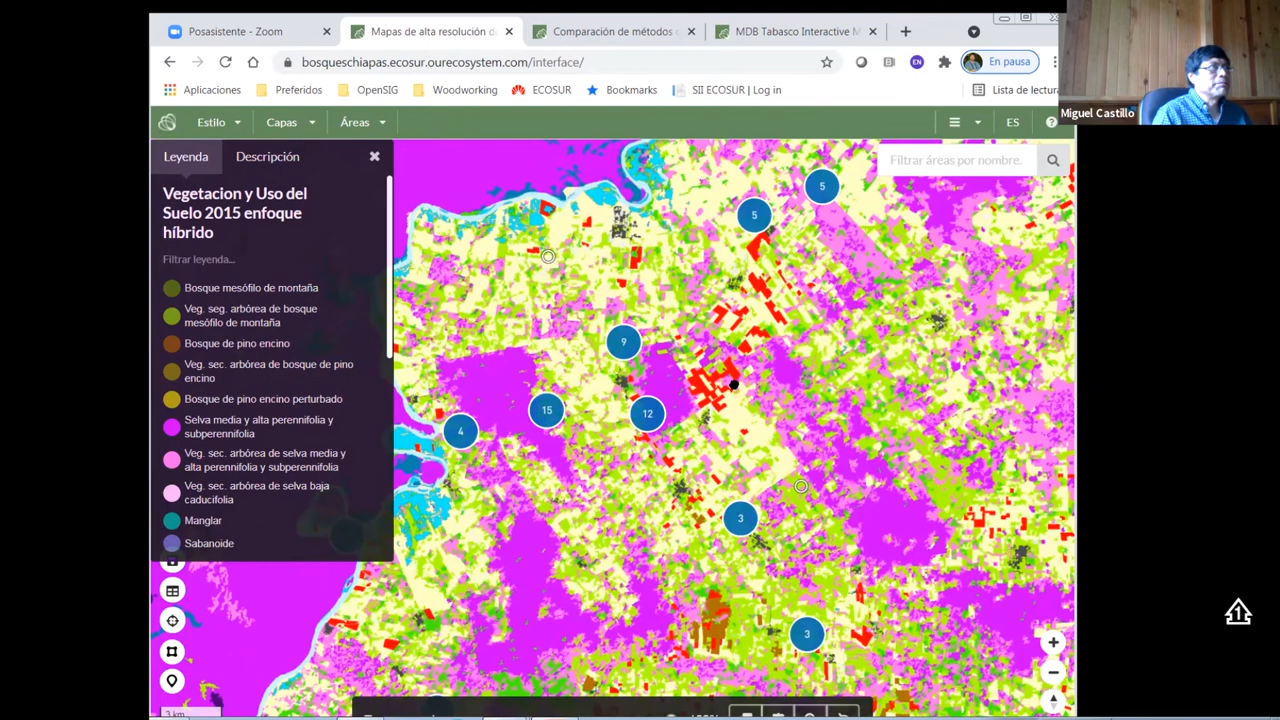 Posasistente - Zoom
Mapas de alta resolución d
Comparación de métodos
MDB Tabasco Interactive M
bosqueschiapas.ecosur.ourecosystem.com/interface/
EN
En pausa
Aplicaciones
Preferidos
OpenSIG
Woodworking
ECOSUR
Bookmarks
SII ECOSUR | Log in
Lista de lectura
Miguel Castillo
Estilo
Capas
Áreas
ES
Leyenda
Descripción
Filtrar áreas por nombre.
Vegetacion y Uso del
Suelo 2015 enfoque
híbrido
Filtrar leyenda...
Bosque mesófilo de montaña
Veg. seg. arbórea de bosque
mesófilo de montaña
Bosque de pino encino
Veg. sec. arbórea de bosque de pino
encino
Bosque de pino encino perturbado
Selva media y alta perennifolia y
subperennifolia
Veg. sec. arbórea de selva media y
alta perennifolia y subperennifolia
Veg. sec. arbórea de selva baja
caducifolia
Manglar
Sabanoide
5
5
9
15
12
4
3
3
1
3 km